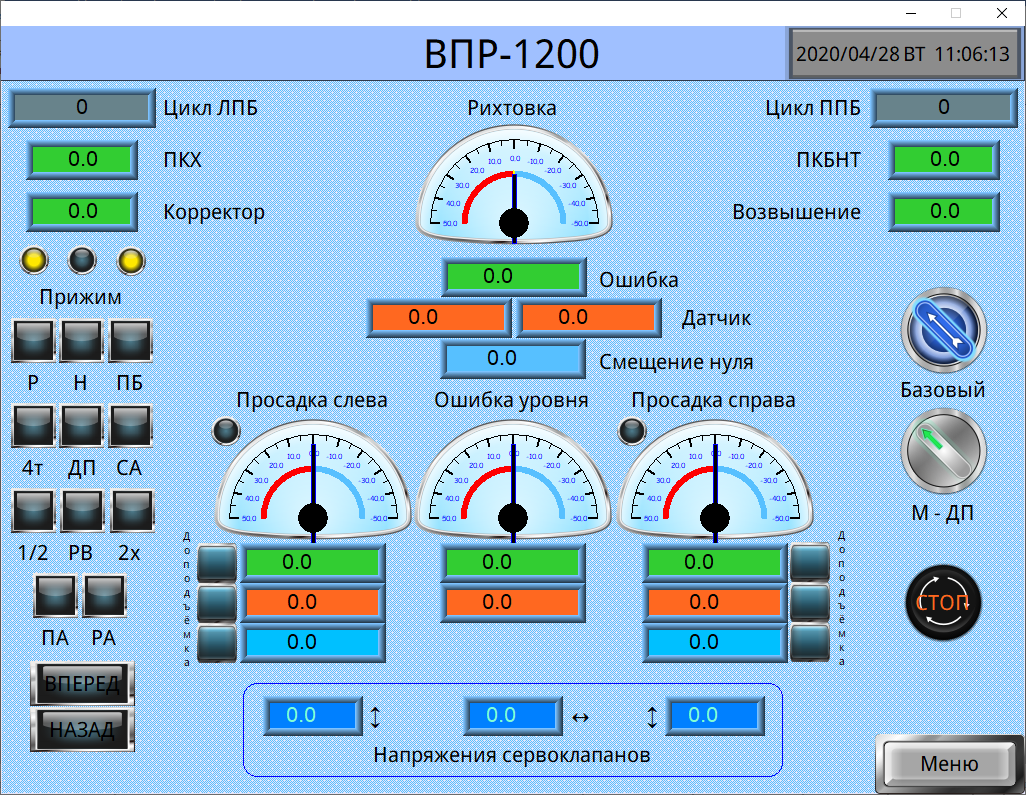 ВПР-1200
2020/04/28 ВТ 11:06:13
0 Цикл ЛПБ Рихтовка Цикл ППБ 0
0.0 ПКХ ПКБНТ 0.0
0.0 Корректор Возвышение 0.0
50.0 40.0 30.0 20.0 10.0 0.0 -10.0 -20.0 -30.0 -40.0 -50.0
0.0 Ошибка
Прижим
0.0 0.0 Датчик
0.0 Смещение нуля
Р Н ПБ
Базовый
Просадка слева Ошибка уровня Просадка справа
50.0 40.0 30.0 20.0 10.0 0.0 -10.0 -20.0 -30.0 -40.0 -50.0
50.0 40.0 30.0 20.0 10.0 0.0 -10.0 -20.0 -30.0 -40.0 -50.0
50.0 40.0 30.0 20.0 10.0 0.0 -10.0 -20.0 -30.0 -40.0 -50.0
4т ДП СА
М - ДП
1/2 РВ 2х
Доподъёмка 0.0 0.0 0.0 Доподъёмка
0.0 0.0 0.0
0.0 0.0
СТОП
ПА РА
ВПЕРЕД
НАЗАД
0.0 ↕ 0.0 ↔ ↕ 0.0
Напряжения сервоклапанов
Меню